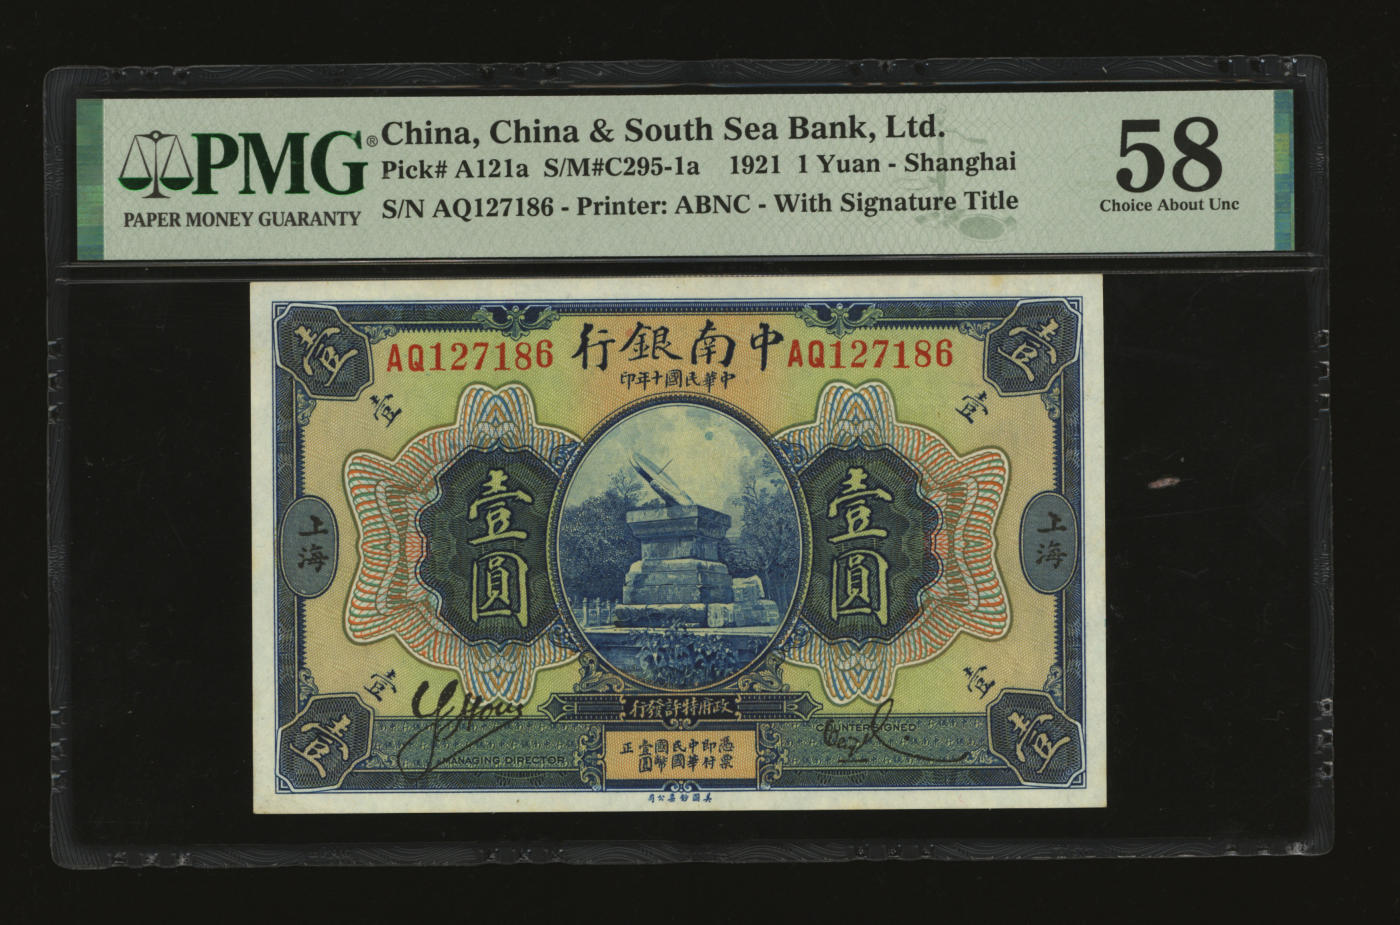 PMG®
PAPER MONEY GUARANTY
China, China & South Sea Bank, Ltd.
Pick# A121a S/M#C295-1a 1921 1 Yuan - Shanghai
S/N AQ127186 - Printer: ABNC - With Signature Title
58
Choice About Unc
壹
壹
AQ127186
中南銀行
AQ127186
中華民國十年印
壹
壹
壹圓
壹圓
上海
上海
壹
壹
政府特許發行
MANAGING DIRECTOR
COUNTERSIGNED
壹
壹
憑票即付中華民國國幣壹圓正
美國鈔票公司